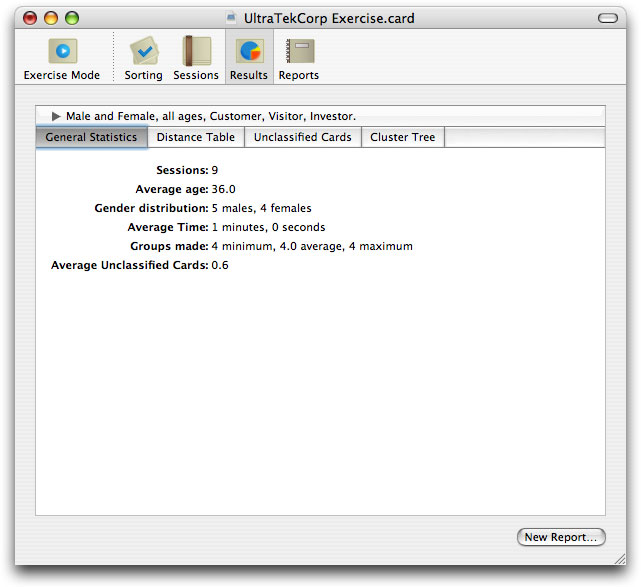 UltraTekCorp Exercise.card
Exercise Mode Sorting Sessions Results Reports
Male and Female, all ages, Customer, Visitor, Investor.
General Statistics Distance Table Unclassified Cards Cluster Tree
Sessions: 9
Average age: 36.0
Gender distribution: 5 males, 4 females
Average Time: 1 minutes, 0 seconds
Groups made: 4 minimum, 4.0 average, 4 maximum
Average Unclassified Cards: 0.6
New Report...